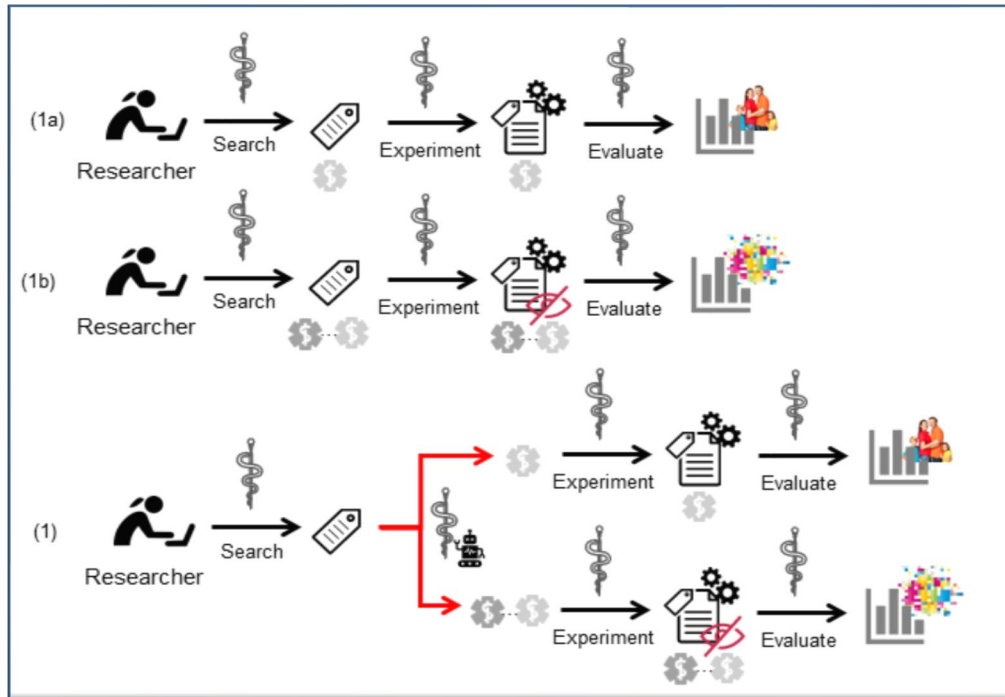 (1a)
Researcher
Search
Experiment
Evaluate
(1b)
Researcher
Search
Experiment
Evaluate
(1)
Researcher
Search
Experiment
Evaluate
Experiment
Evaluate